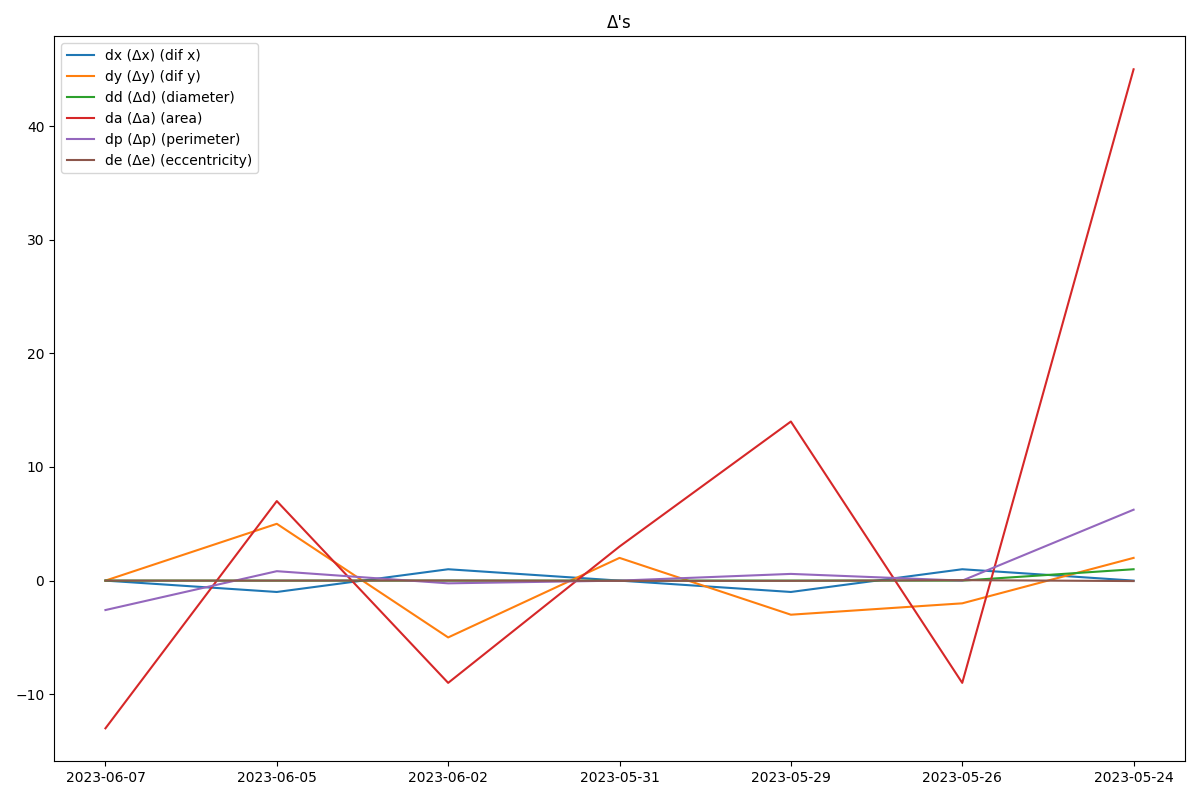 Δ's
dx (Δx) (dif x)
dy (Δy) (dif y)
dd (Δd) (diameter)
da (Δa) (area)
dp (Δp) (perimeter)
de (Δe) (eccentricity)
40
30
20
10
0
−10
2023-06-07 2023-06-05 2023-06-02 2023-05-31 2023-05-29 2023-05-26 2023-05-24